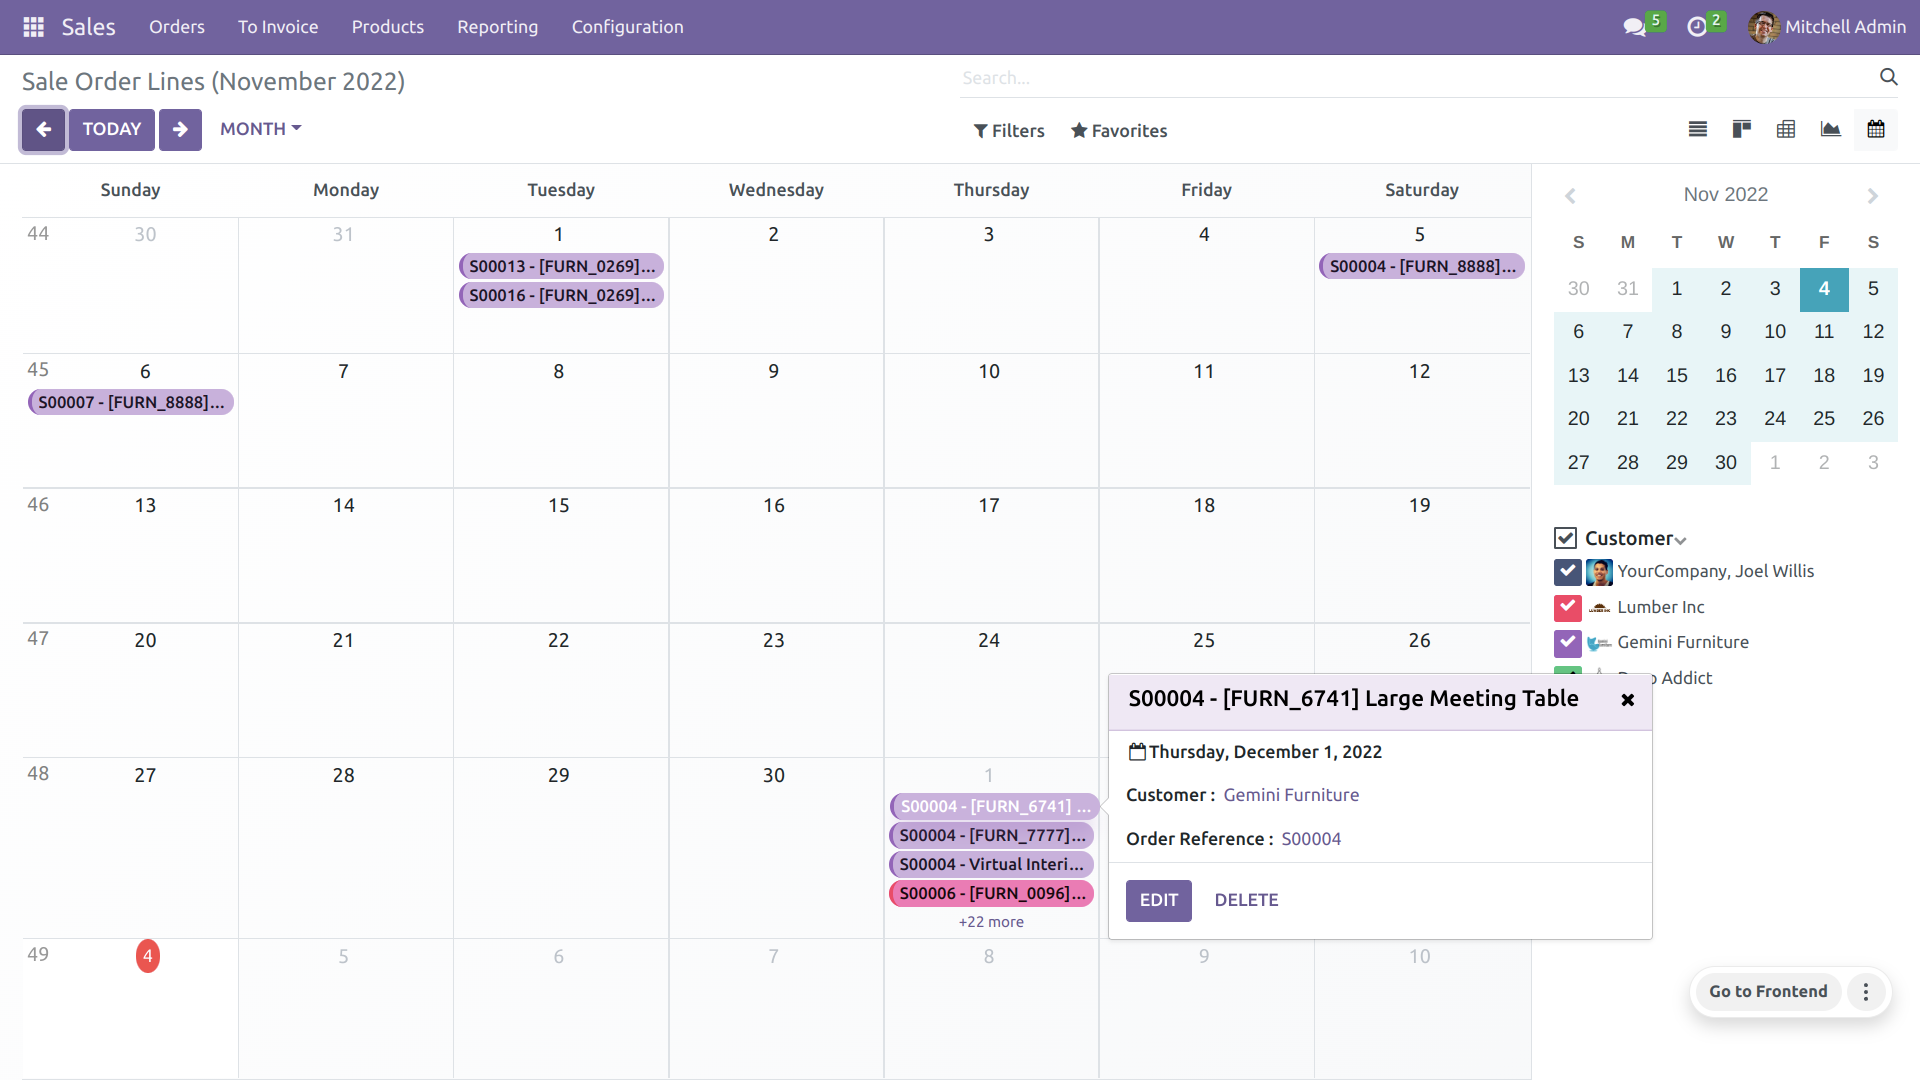 Sales Orders To Invoice Products Reporting Configuration 5 2 Mitchell Admin
Sale Order Lines (November 2022)
Search...
TODAY MONTH Filters Favorites
Sunday Monday Tuesday Wednesday Thursday Friday Saturday
44 30 31 1 2 3 4 5
S00013 - [FURN_0269]... S00004 - [FURN_8888]...
S00016 - [FURN_0269]...
45 6 7 8 9 10 11 12
S00007 - [FURN_8888]...
46 13 14 15 16 17 18 19
47 20 21 22 23 24 25 26
48 27 28 29 30 1
S00004 - [FURN_6741] ...
S00004 - [FURN_7777]...
S00004 - Virtual Interi...
S00006 - [FURN_0096]...
+22 more
49 4 5 6 7 8 9 10
S00004 - [FURN_6741] Large Meeting Table
Thursday, December 1, 2022
Customer : Gemini Furniture
Order Reference : S00004
EDIT DELETE
Nov 2022
S M T W T F S
30 31 1 2 3 4 5
6 7 8 9 10 11 12
13 14 15 16 17 18 19
20 21 22 23 24 25 26
27 28 29 30 1 2 3
Customer
YourCompany, Joel Willis
Lumber Inc
Gemini Furniture
Addict
Go to Frontend